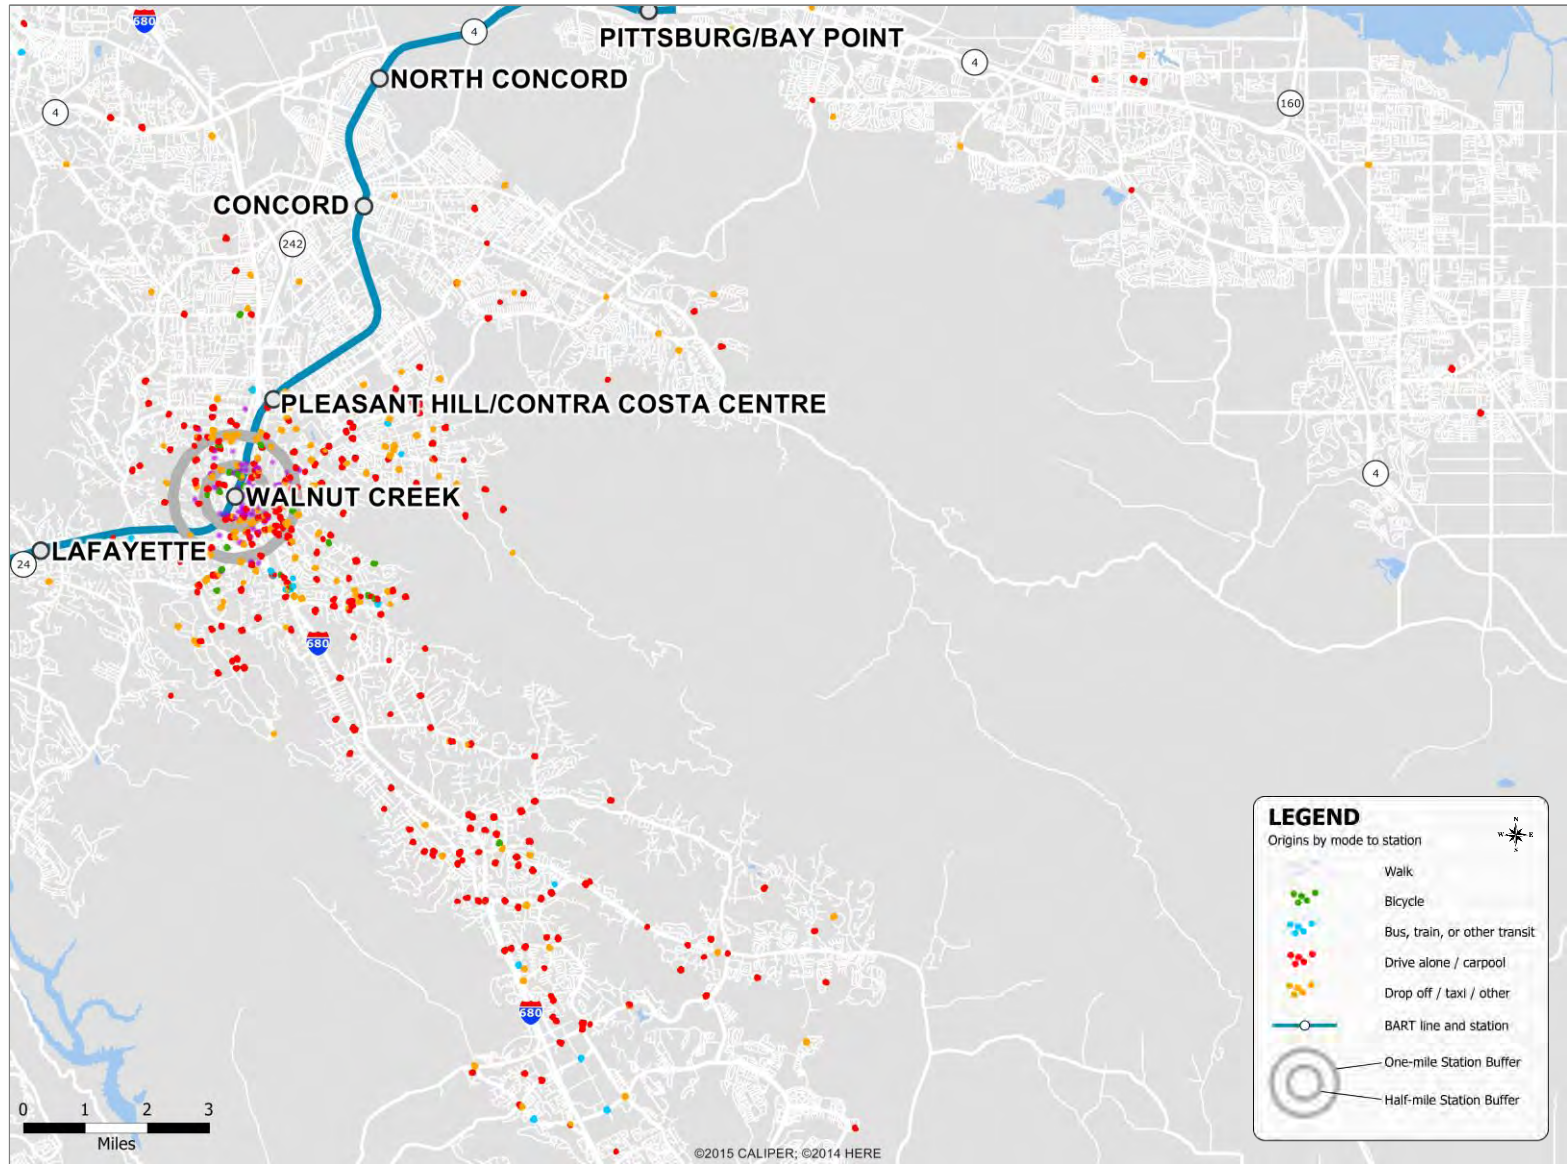 680
4
PITTSBURG/BAY POINT
NORTH CONCORD
4
160
4
CONCORD
242
PLEASANT HILL/CONTRA COSTA CENTRE
4
WALNUT CREEK
LAFAYETTE
24
680
680
LEGEND
Origins by mode to station
N
W E
S
Walk
Bicycle
Bus, train, or other transit
Drive alone / carpool
Drop off / taxi / other
BART line and station
One-mile Station Buffer
Half-mile Station Buffer
0 1 2 3
Miles
©2015 CALIPER; ©2014 HERE